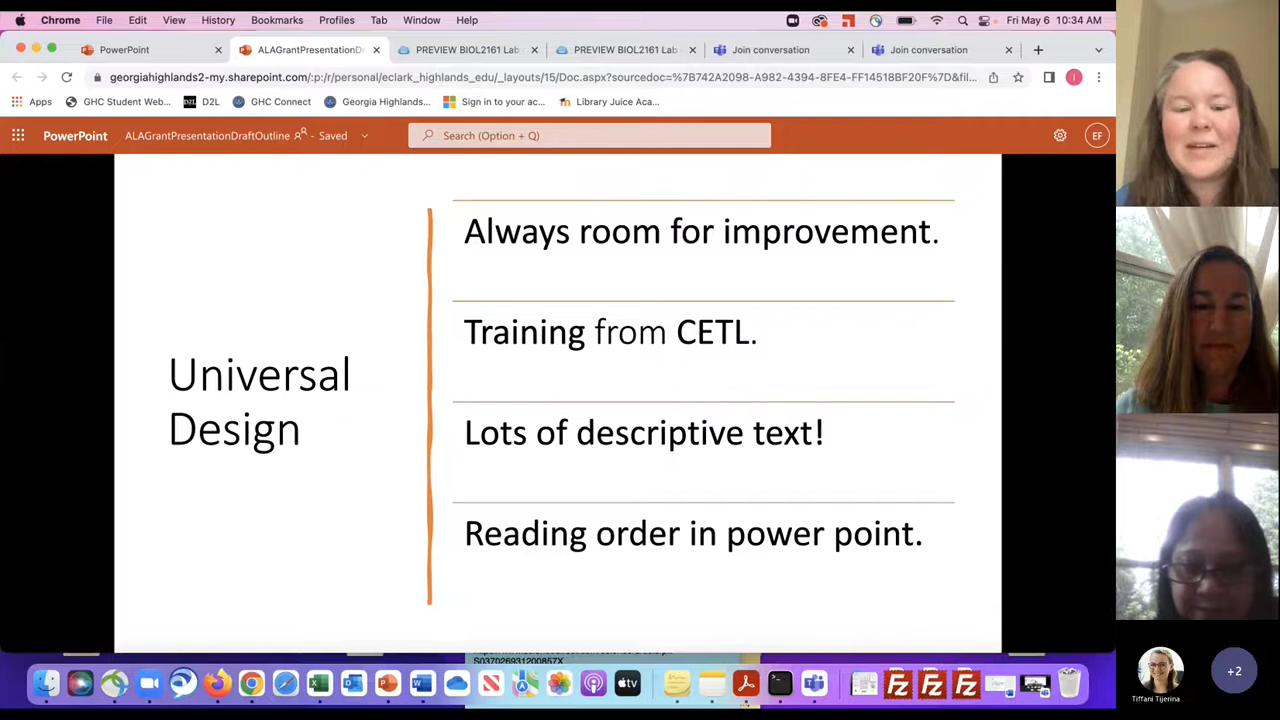 Chrome File Edit View History Bookmarks Profiles Tab Window Help Fri May 6 10:34 AM
PowerPoint ALAGrantPresentationD PREVIEW BIOL2161 Lab PREVIEW BIOL2161 Lab Join conversation Join conversation
georgiahighlands2-my.sharepoint.com/:p:/r/personal/eclark_highlands_edu/_layouts/15/Doc.aspx?sourcedoc=%7B742A2098-A982-4394-8FE4-FF14518BF20F%7D&fil...
Apps GHC Student Web... D2L D2L GHC Connect Georgia Highlands... Sign in to your ac... Library Juice Aca...
PowerPoint ALAGrantPresentationDraftOutline - Saved Search (Option + Q) EF
Universal
Design
Always room for improvement.
Training from CETL.
Lots of descriptive text!
Reading order in power point.
S037026931200857X
Tiffani Tijerina
+2